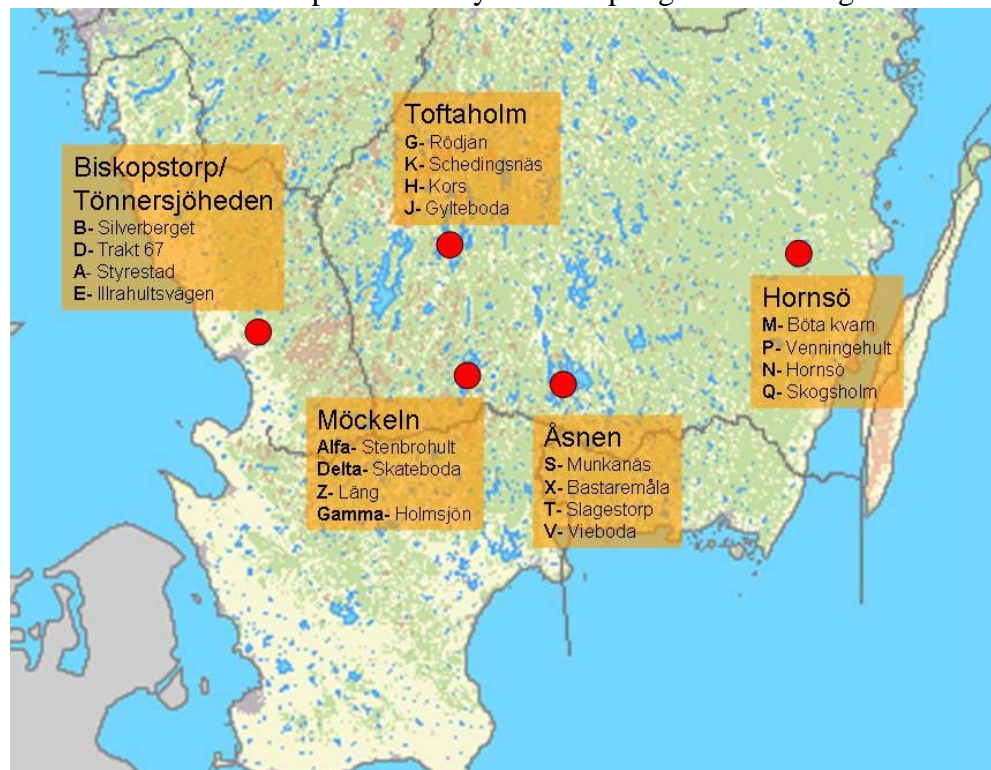 Toftaholm
G- Rödjan
K- Schedingsnäs
H- Kors
J- Gylteboda
Biskopstorp/
Tönnersjöheden
B- Silverberget
D- Trakt 67
A- Styrestad
E- Illrahultsvägen
Hornsö
M- Böta kvarn
P- Venningehult
N- Hornsö
Q- Skogsholm
Möckeln
Alfa- Stenbrohult
Delta- Skateboda
Z- Läng
Gamma- Holmsjön
Åsnen
S- Munkanäs
X- Bastaremåla
T- Slagestorp
V- Vieboda